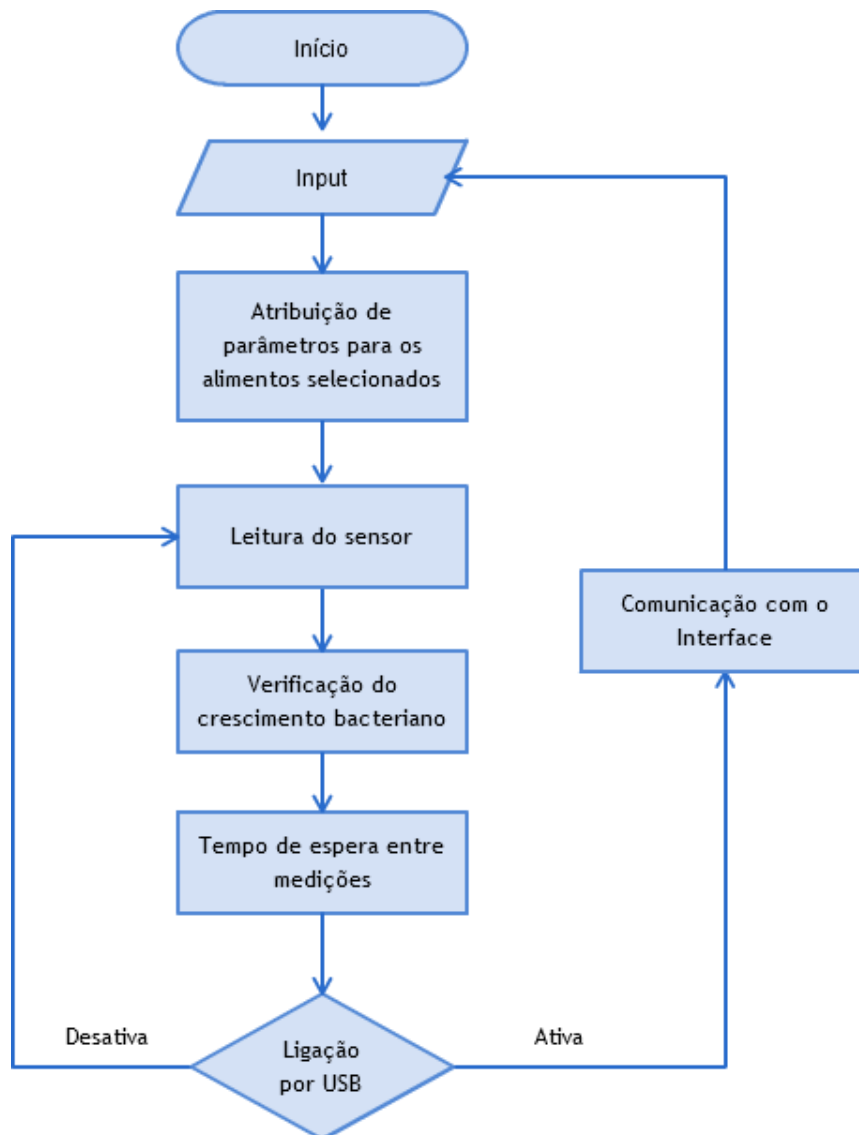 Início
Input
Atribuição de
parâmetros para os
alimentos selecionados
Leitura do sensor
Comunicação com o
Interface
Verificação do
crescimento bacteriano
Tempo de espera entre
medições
Desativa
Ativa
Ligação
por USB